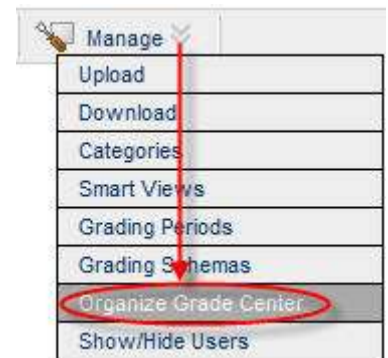 Manage
Upload
Download
Categories
Smart Views
Grading Periods
Grading Schemas
Organize Grade Center
Show/Hide Users